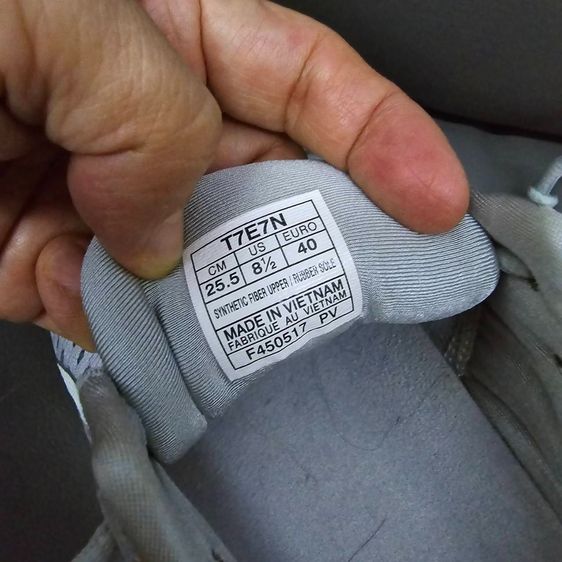 T7E7N
CM US EURO
25.5 8½ 40
SYNTHETIC FIBER UPPER / RUBBER SOLE
MADE IN VIETNAM
FABRIQUE AU VIETNAM
F450517 PV